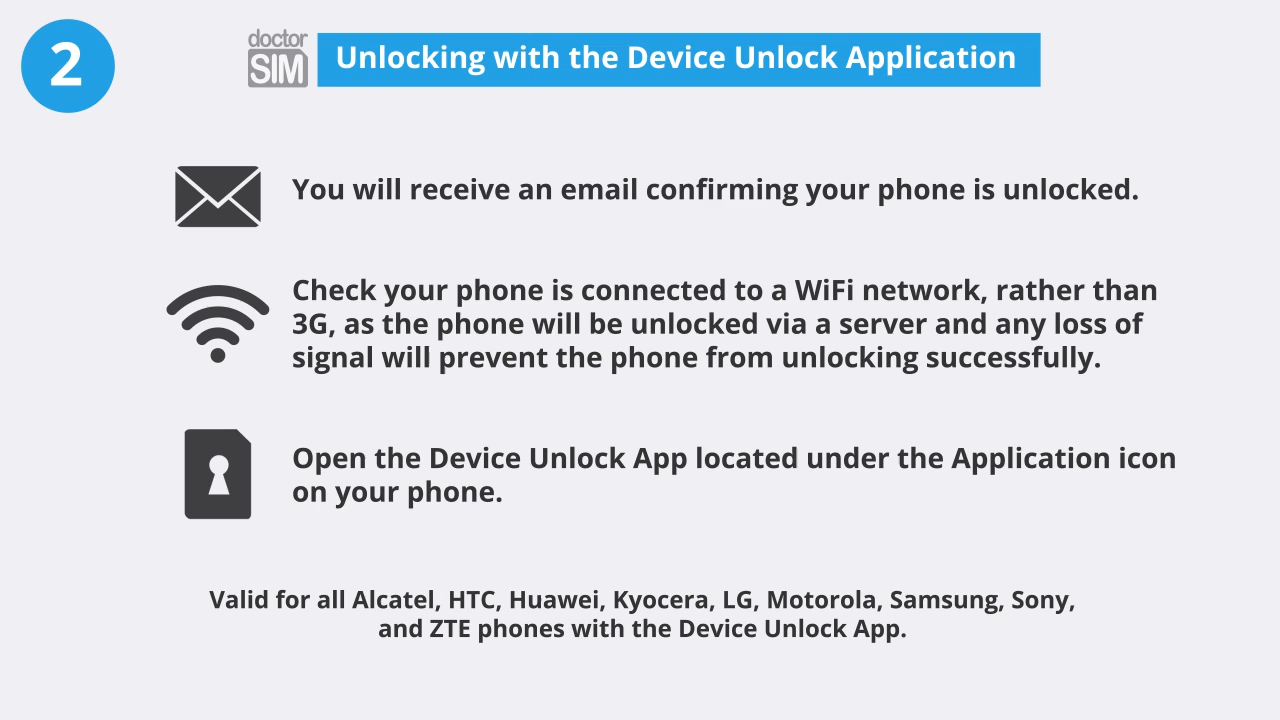 2
doctor
SIM
Unlocking with the Device Unlock Application
You will receive an email confirming your phone is unlocked.
Check your phone is connected to a WiFi network, rather than
3G, as the phone will be unlocked via a server and any loss of
signal will prevent the phone from unlocking successfully.
Open the Device Unlock App located under the Application icon
on your phone.
Valid for all Alcatel, HTC, Huawei, Kyocera, LG, Motorola, Samsung, Sony,
and ZTE phones with the Device Unlock App.